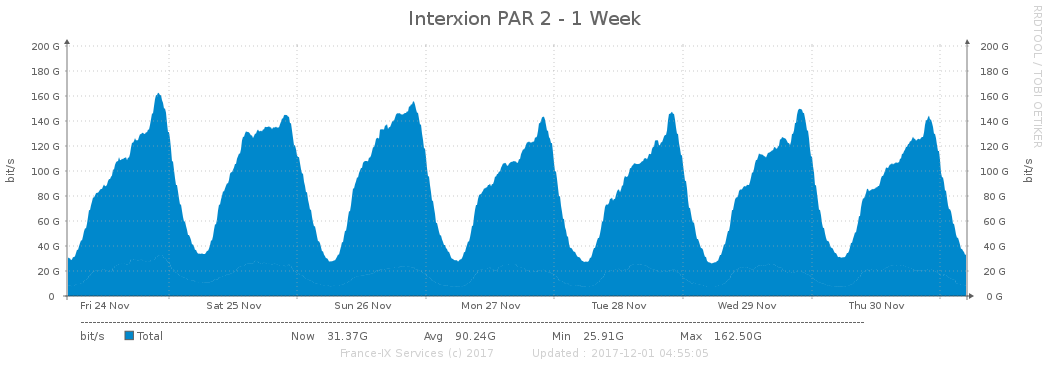 Interxion PAR 2 - 1 Week
RRDTOOL / TOBI OETIKER
200 G 200 G
180 G 180 G
160 G 160 G
140 G 140 G
120 G 120 G
100 G 100 G
80 G 80 G
60 G 60 G
40 G 40 G
20 G 20 G
0 0 G
bit/s bit/s
Fri 24 Nov Sat 25 Nov Sun 26 Nov Mon 27 Nov Tue 28 Nov Wed 29 Nov Thu 30 Nov
bit/s Total Now 31.37G Avg 90.24G Min 25.91G Max 162.50G
France-IX Services (c) 2017 Updated : 2017-12-01 04:55:05